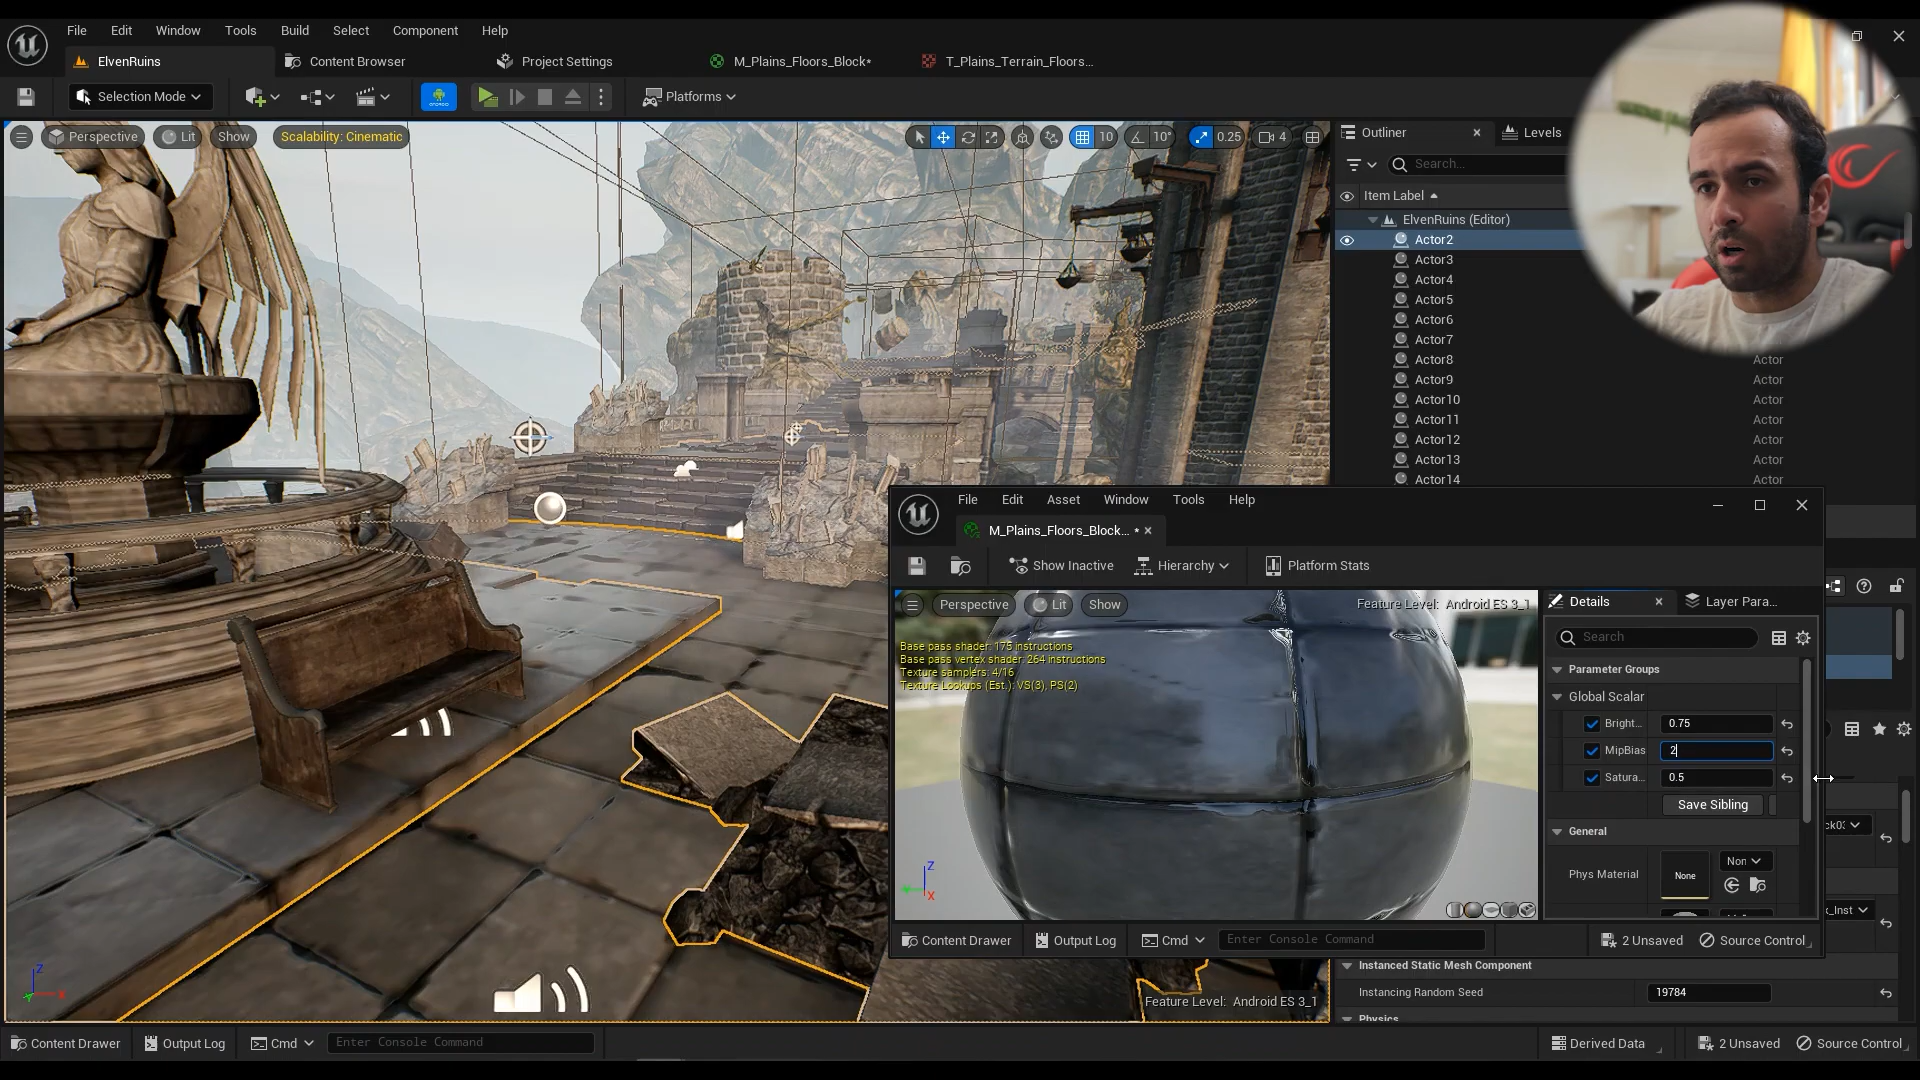 File Edit Window Tools Build Select Component Help
ElvenRuins Content Browser Project Settings M_Plains_Floors_Block* T_Plains_Terrain_Floors...
Selection Mode Platforms
Perspective Lit Show Scalability: Cinematic 10 10° 0.25 4
Outliner Levels
Search...
Item Label
ElvenRuins (Editor)
Actor2
Actor3
Actor4
Actor5
Actor6
Actor7
Actor8 Actor
Actor9 Actor
Actor10 Actor
Actor11 Actor
Actor12 Actor
Actor13 Actor
Actor14 Actor
File Edit Asset Window Tools Help
M_Plains_Floors_Block... *
Show Inactive Hierarchy Platform Stats
Perspective Lit Show Feature Level: Android ES 3_1
Base pass shader: 175 instructions
Base pass vertex shader: 264 instructions
Texture samplers: 4/16
Texture Lookups (Est.): VS(3), PS(2)
Details Layer Para...
Search
Parameter Groups
Global Scalar
Bright... 0.75
MipBias 2
Satura... 0.5
Save Sibling
General
Phys Material None Non
Content Drawer Output Log Cmd Enter Console Command 2 Unsaved Source Control
Instanced Static Mesh Component
Instancing Random Seed 19784
Physics
Feature Level: Android ES 3_1
Content Drawer Output Log Cmd Enter Console Command Derived Data 2 Unsaved Source Control